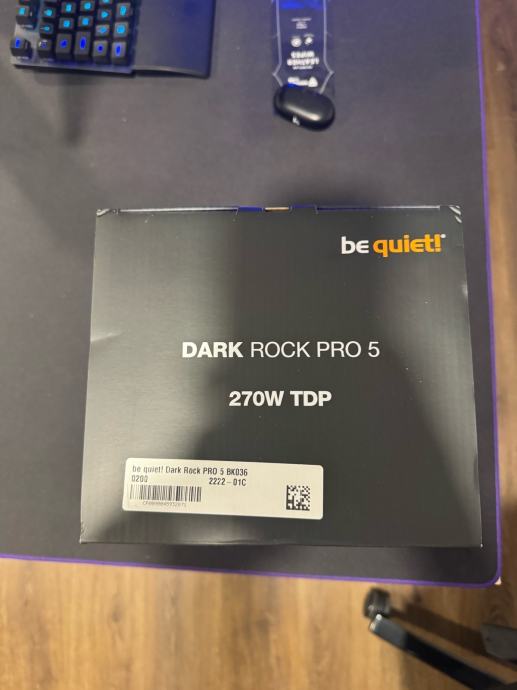 be quiet!
DARK ROCK PRO 5
270W TDP
be quiet! Dark Rock PRO 5 BK036
0200 2222-01C